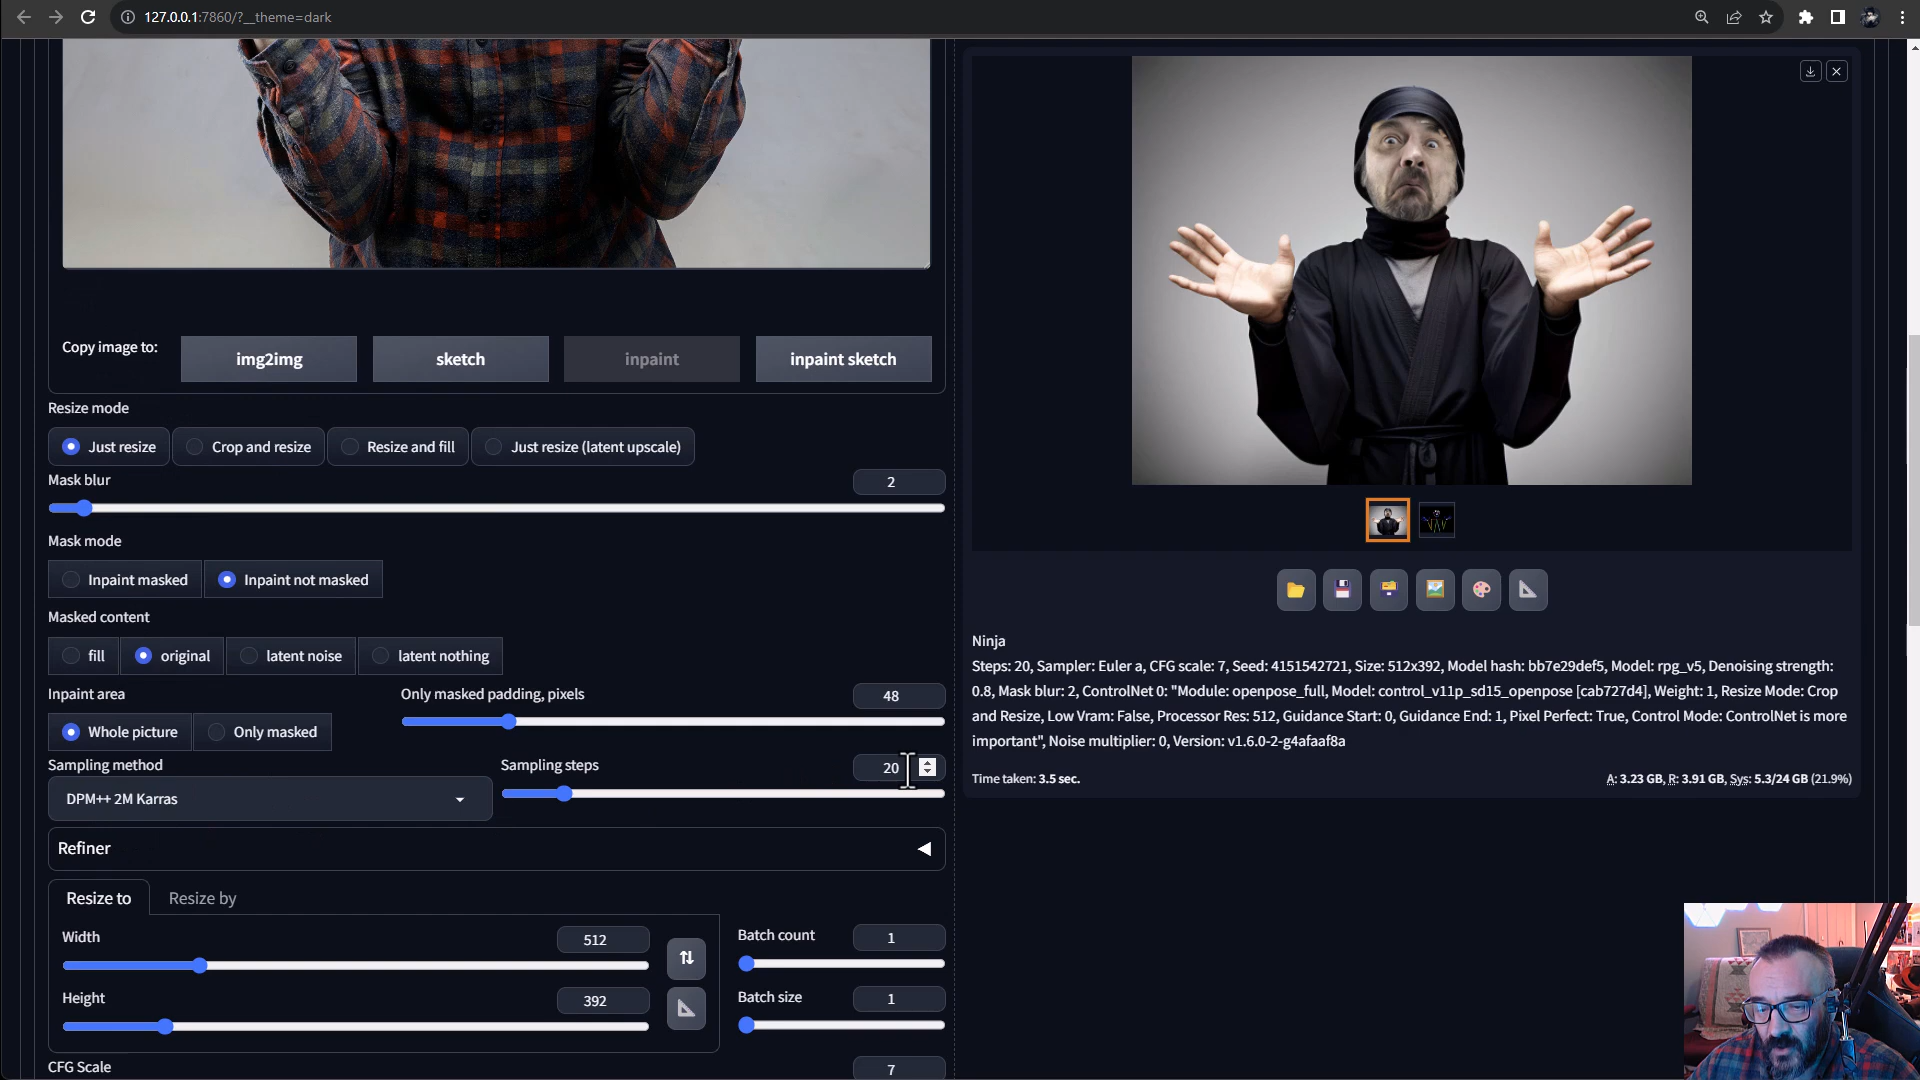 127.0.0.1:7860/?__theme=dark
Copy image to:
img2img
sketch
inpaint
inpaint sketch
Resize mode
Just resize
Crop and resize
Resize and fill
Just resize (latent upscale)
Mask blur
2
Mask mode
Inpaint masked
Inpaint not masked
Masked content
fill
original
latent noise
latent nothing
Inpaint area
Whole picture
Only masked
Only masked padding, pixels
48
Sampling method
DPM++ 2M Karras
Sampling steps
20
Refiner
Resize to
Resize by
Width
512
Height
392
Batch count
1
Batch size
1
CFG Scale
7
Ninja
Steps: 20, Sampler: Euler a, CFG scale: 7, Seed: 4151542721, Size: 512x392, Model hash: bb7e29def5, Model: rpg_v5, Denoising strength:
0.8, Mask blur: 2, ControlNet 0: "Module: openpose_full, Model: control_v11p_sd15_openpose [cab727d4], Weight: 1, Resize Mode: Crop
and Resize, Low Vram: False, Processor Res: 512, Guidance Start: 0, Guidance End: 1, Pixel Perfect: True, Control Mode: ControlNet is more
important", Noise multiplier: 0, Version: v1.6.0-2-g4afaaf8a
Time taken: 3.5 sec.
A: 3.23 GB, R: 3.91 GB, Sys: 5.3/24 GB (21.9%)